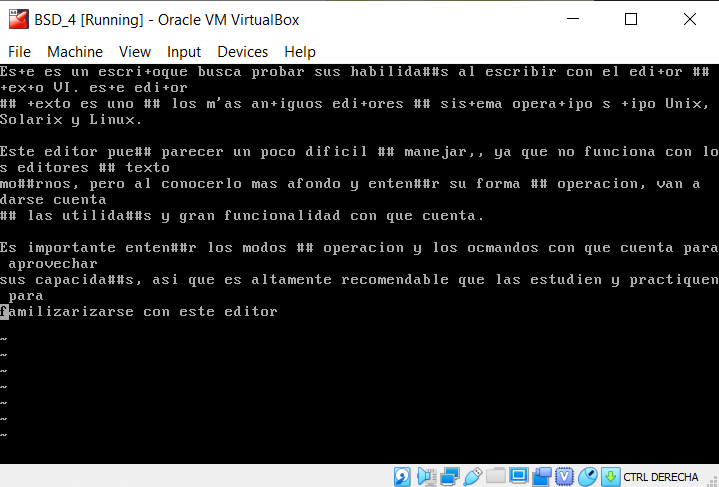 BSD_4 [Running] - Oracle VM VirtualBox
File Machine View Input Devices Help
Es+e es un escri+oque busca probar sus habilida##s al escribir con el edi+or ##
+ex+o VI. es+e edi+or
## +exto es uno ## los m'as an+iguos edi+ores ## sis+ema opera+ipo s +ipo Unix,
Solarix y Linux.
Este editor pue## parecer un poco dificil ## manejar,, ya que no funciona con lo
s editores ## texto
mo##rnos, pero al conocerlo mas afondo y enten##r su forma ## operacion, van a
darse cuenta
## las utilida##s y gran funcionalidad con que cuenta.
Es importante enten##r los modos ## operacion y los ocmandos con que cuenta para
aprovechar
sus capacida##s, asi que es altamente recomendable que las estudien y practiquen
para
familizarizarse con este editor
~
~
~
~
~
~
~
CTRL DERECHA